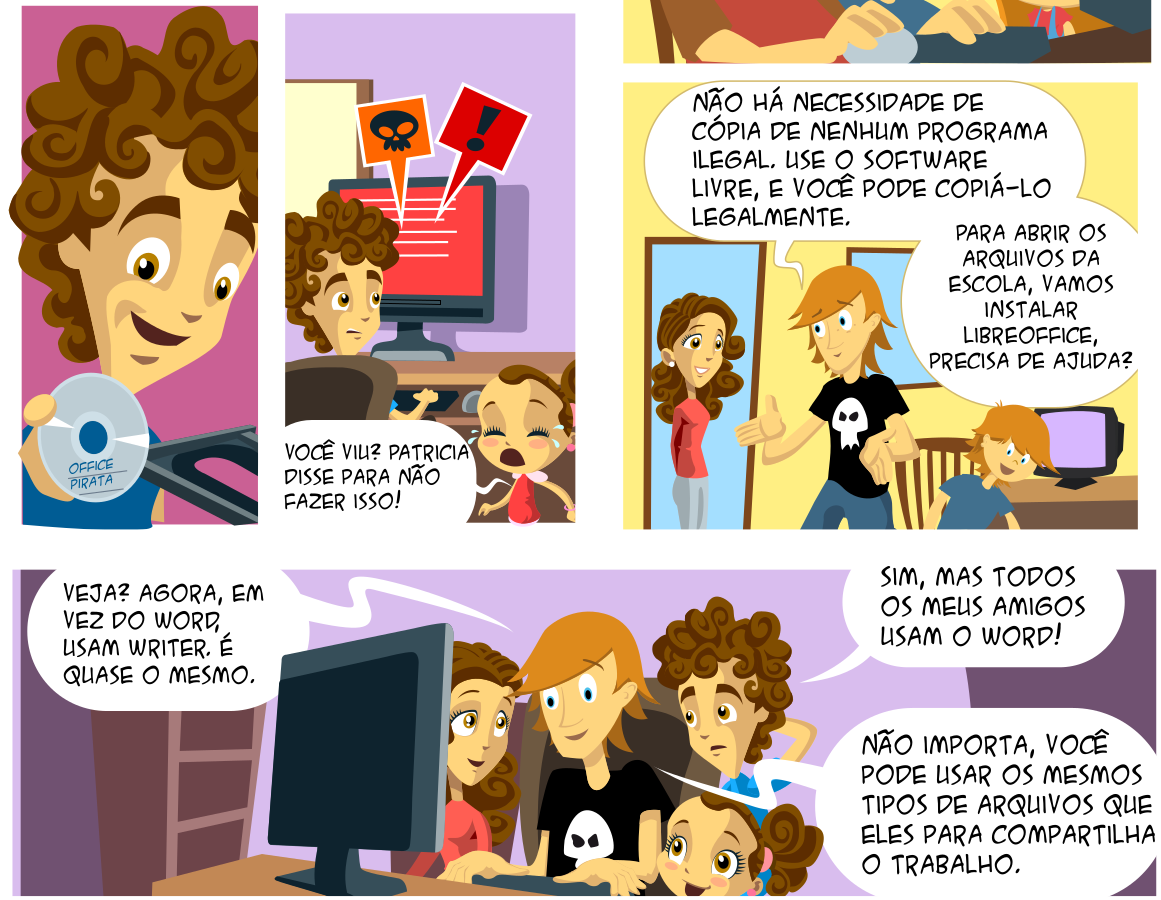 OFFICE
PIRATA
VOCÊ VIU? PATRICIA
DISSE PARA NÃO
FAZER ISSO!
NÃO HÁ NECESSIDADE DE
CÓPIA DE NENHUM PROGRAMA
ILEGAL. USE O SOFTWARE
LIVRE, E VOCÊ PODE COPIÁ-LO
LEGALMENTE.
PARA ABRIR OS
ARQUIVOS DA
ESCOLA, VAMOS
INSTALAR
LIBREOFFICE,
PRECISA DE AJUDA?
VEJA? AGORA, EM
VEZ DO WORD,
USAM WRITER. É
QUASE O MESMO.
SIM, MAS TODOS
OS MEUS AMIGOS
USAM O WORD!
NÃO IMPORTA, VOCÊ
PODE USAR OS MESMOS
TIPOS DE ARQUIVOS QUE
ELES PARA COMPARTILHA
O TRABALHO.